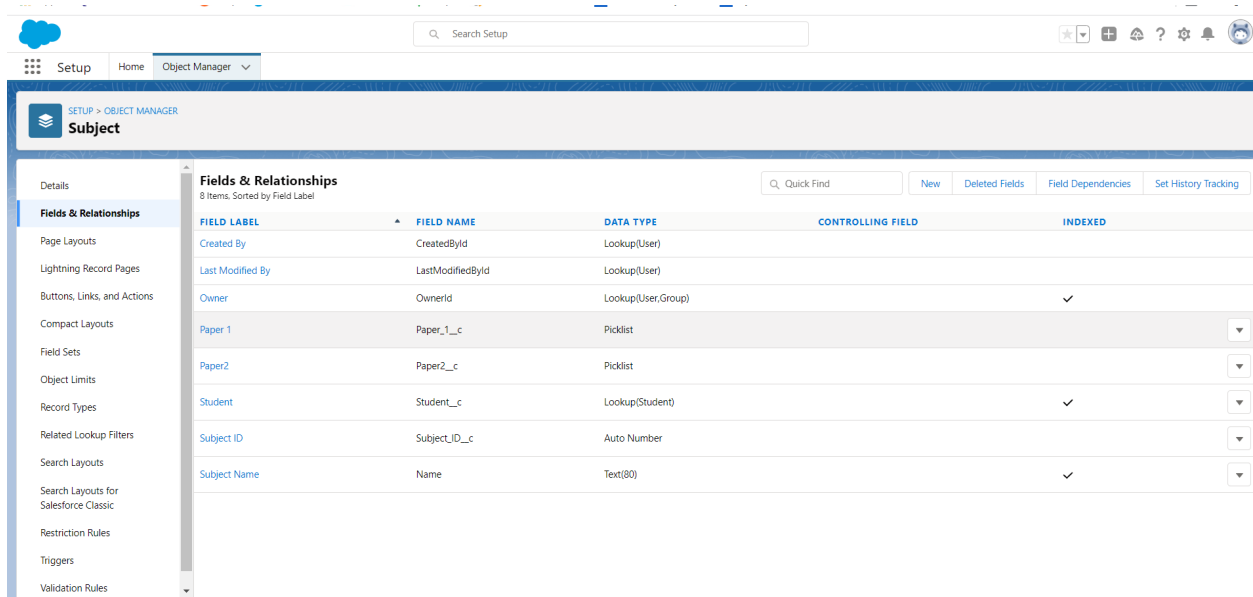 Search Setup
Setup
Home
Object Manager
SETUP > OBJECT MANAGER
Subject
Details
Fields & Relationships
Page Layouts
Lightning Record Pages
Buttons, Links, and Actions
Compact Layouts
Field Sets
Object Limits
Record Types
Related Lookup Filters
Search Layouts
Search Layouts for
Salesforce Classic
Restriction Rules
Triggers
Validation Rules
Fields & Relationships
8 Items, Sorted by Field Label
Quick Find
New
Deleted Fields
Field Dependencies
Set History Tracking
FIELD LABEL FIELD NAME DATA TYPE CONTROLLING FIELD INDEXED
Created By CreatedById Lookup(User)
Last Modified By LastModifiedById Lookup(User)
Owner OwnerId Lookup(User,Group)
Paper 1 Paper_1__c Picklist
Paper2 Paper2__c Picklist
Student Student__c Lookup(Student)
Subject ID Subject_ID__c Auto Number
Subject Name Name Text(80)